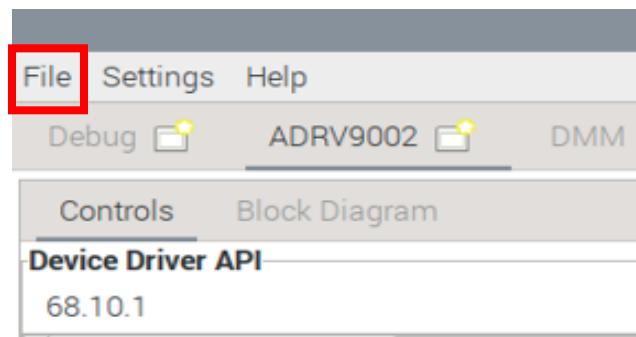 File Settings Help
Debug ADRV9002 DMM
Controls Block Diagram
Device Driver API
68.10.1